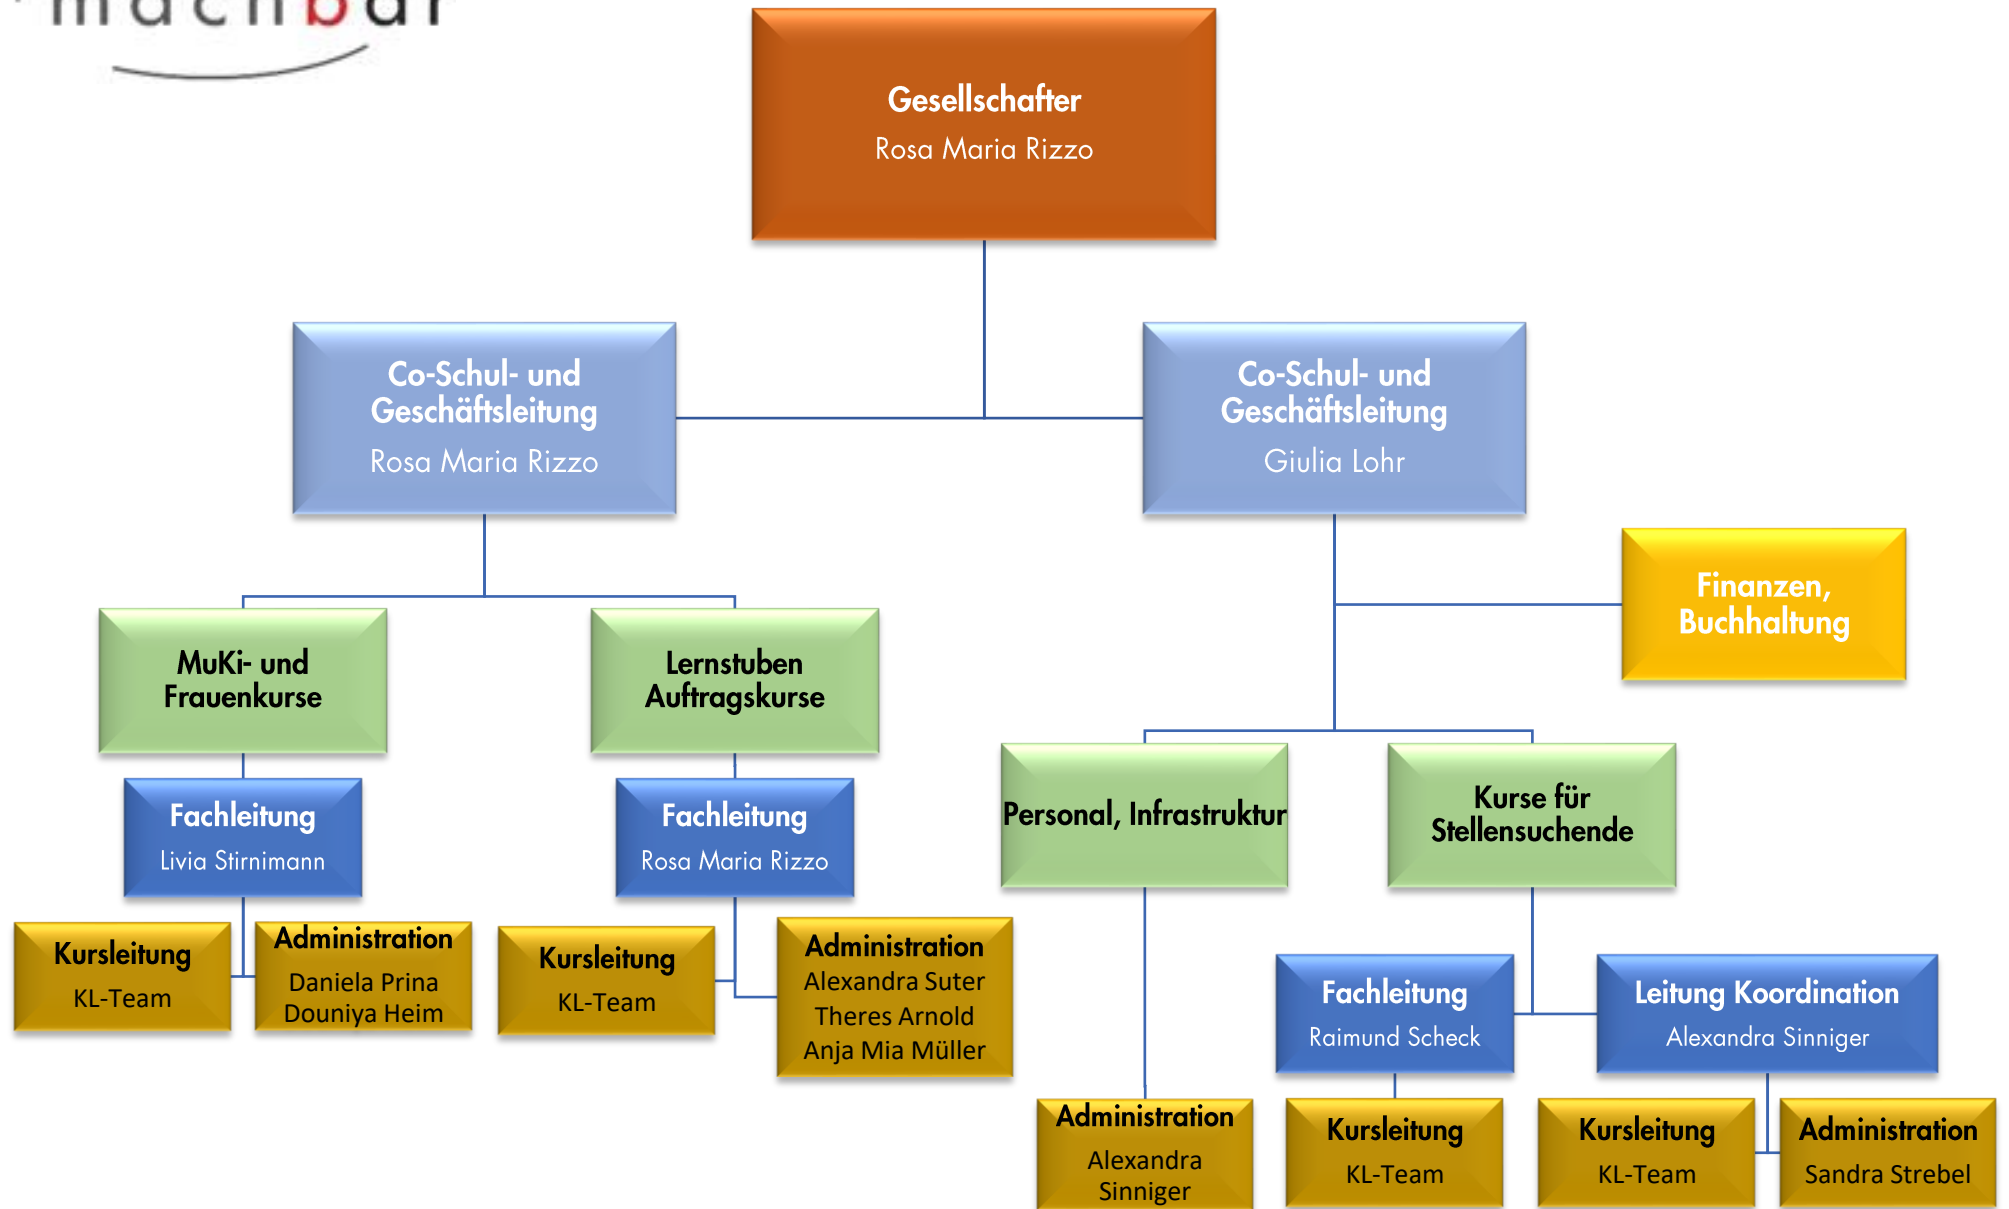 machbar
Gesellschafter
Rosa Maria Rizzo
Co-Schul- und
Geschäftsleitung
Rosa Maria Rizzo
Co-Schul- und
Geschäftsleitung
Giulia Lohr
Finanzen,
Buchhaltung
MuKi- und
Frauenkurse
Lernstuben
Auftragskurse
Personal, Infrastruktur
Kurse für
Stellensuchende
Fachleitung
Livia Stirnimann
Fachleitung
Rosa Maria Rizzo
Kursleitung
KL-Team
Administration
Daniela Prina
Douniya Heim
Kursleitung
KL-Team
Administration
Alexandra Suter
Theres Arnold
Anja Mia Müller
Fachleitung
Raimund Scheck
Leitung Koordination
Alexandra Sinniger
Administration
Alexandra
Sinniger
Kursleitung
KL-Team
Kursleitung
KL-Team
Administration
Sandra Strebel